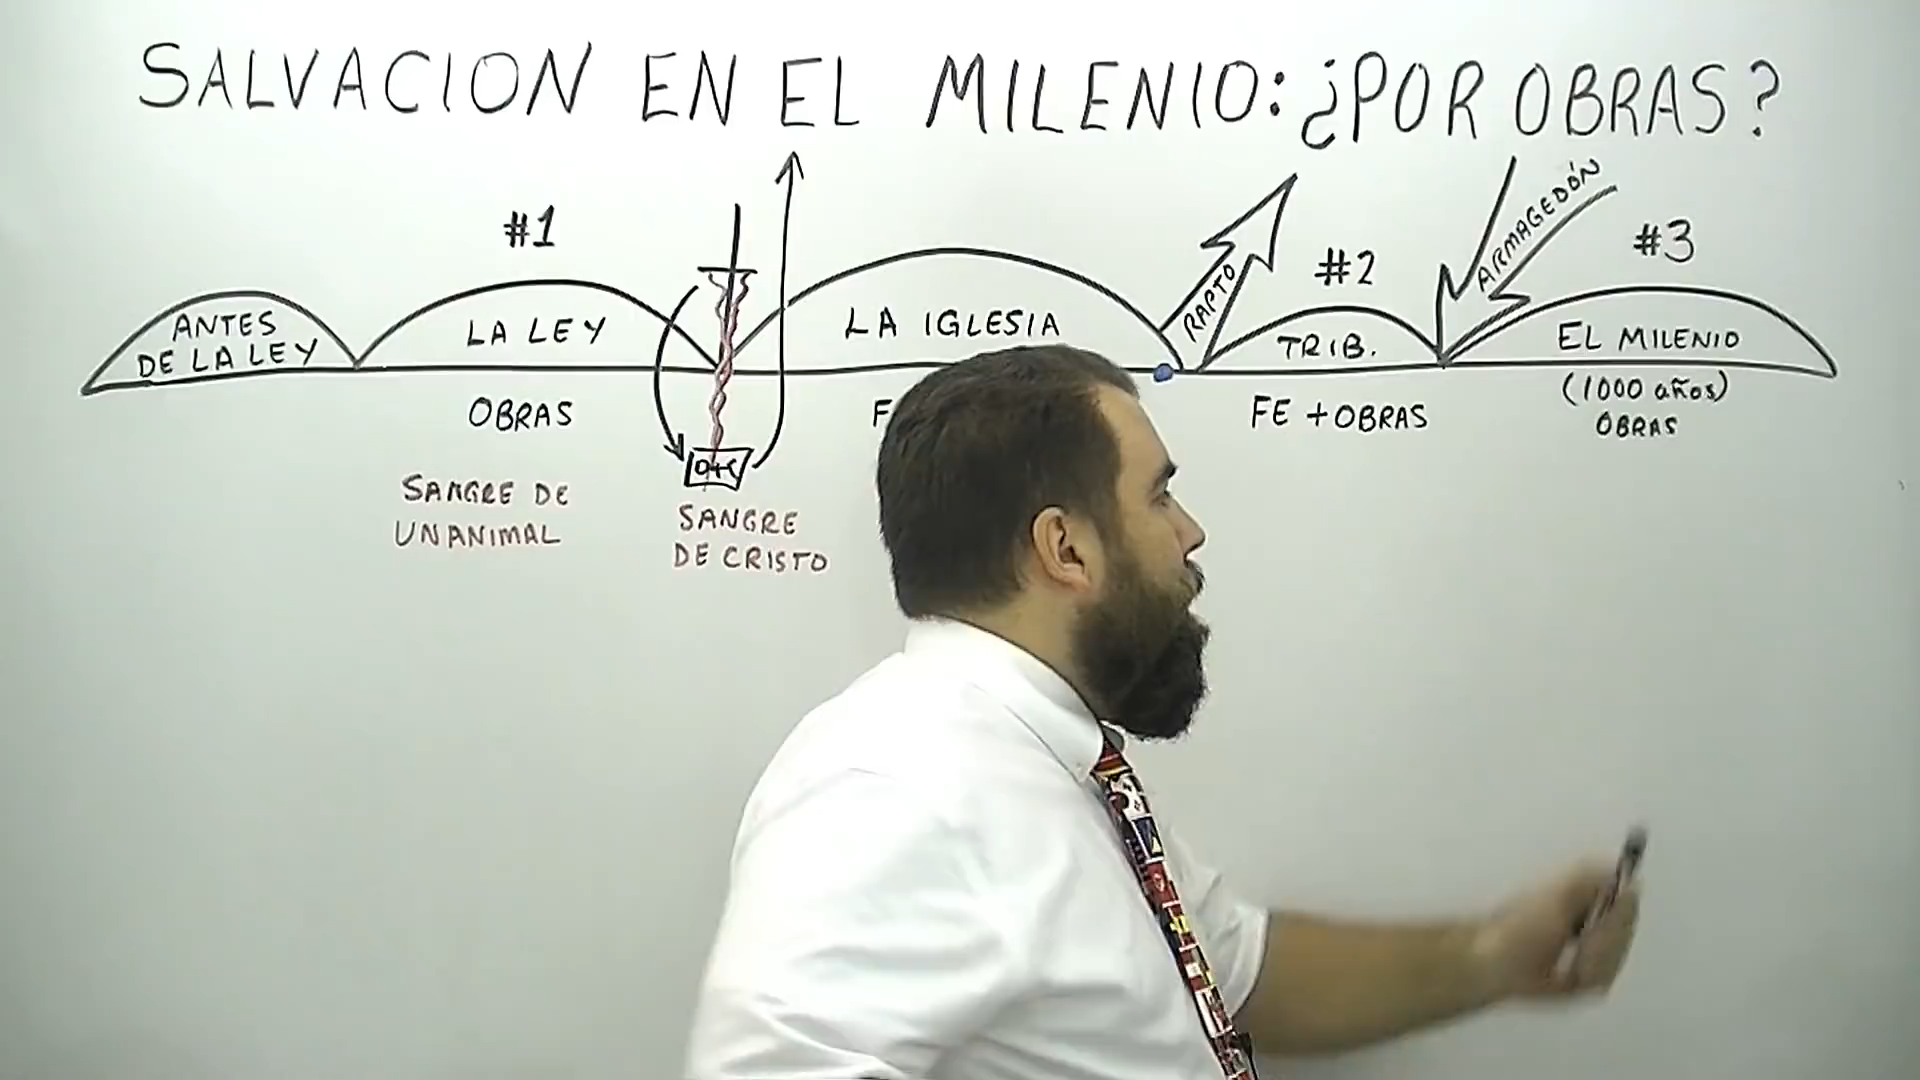 SALVACION EN EL MILENIO: ¿POR OBRAS?
#1
#2
#3
ANTES
DE LA LEY
LA LEY
LA IGLESIA
RAPTO
TRIB.
ARMAGEDÓN
EL MILENIO
(1000 años)
OBRAS
OBRAS
F
FE + OBRAS
SANGRE DE
UN ANIMAL
SANGRE
DE CRISTO